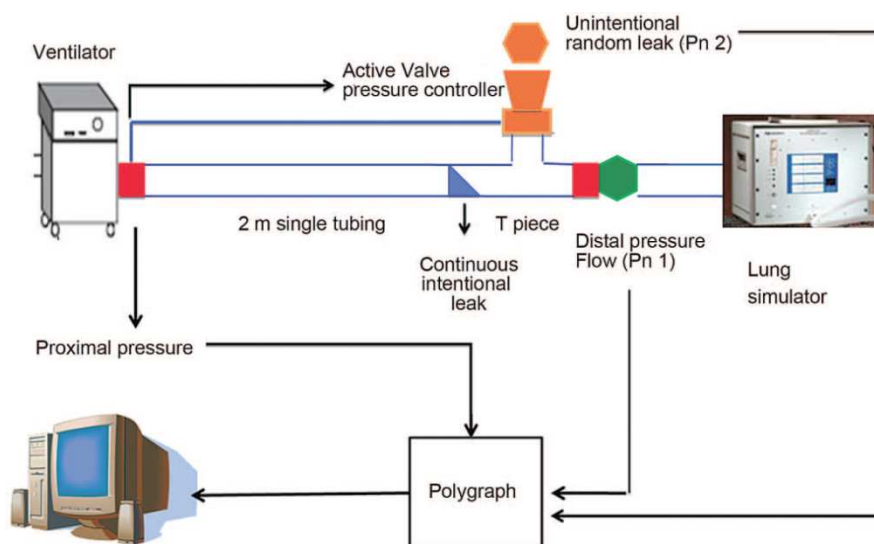 Unintentional
random leak (Pn 2)
Ventilator
Active Valve
pressure controller
2 m single tubing
T piece
Continuous
intentional
leak
Distal pressure
Flow (Pn 1)
Lung
simulator
Proximal pressure
Polygraph